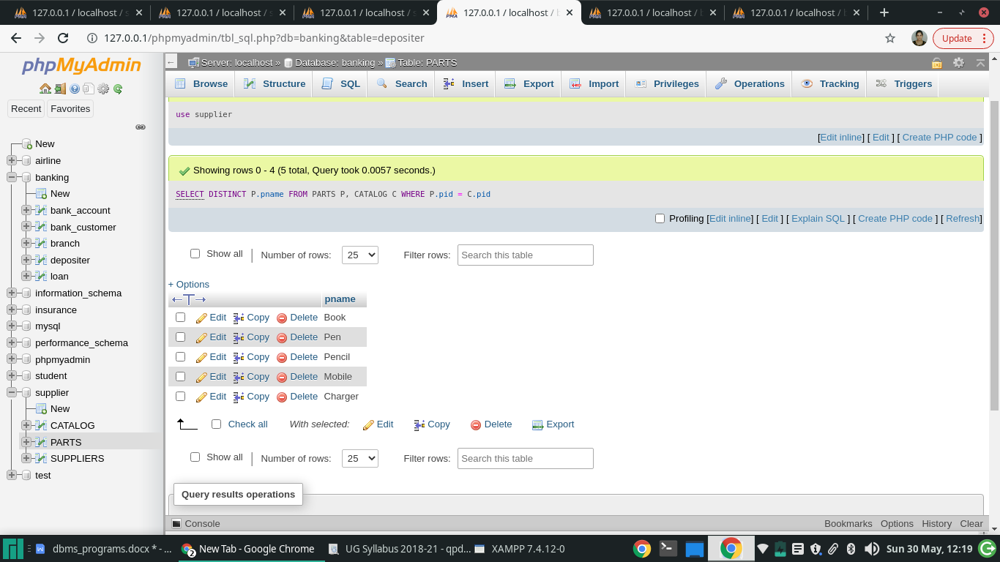 127.0.0.1 / localhost / s
127.0.0.1 / localhost / s
127.0.0.1 / localhost / s
127.0.0.1 / localhost / b
127.0.0.1 / localhost / b
127.0.0.1 / localhost / b
127.0.0.1/phpmyadmin/tbl_sql.php?db=banking&table=depositer
Update
phpMyAdmin
Recent Favorites
New
airline
banking
New
bank_account
bank_customer
branch
depositer
loan
information_schema
insurance
mysql
performance_schema
phpmyadmin
student
supplier
New
CATALOG
PARTS
SUPPLIERS
test
Server: localhost » Database: banking » Table: PARTS
Browse Structure SQL Search Insert Export Import Privileges Operations Tracking Triggers
use supplier
[Edit inline] [ Edit ] [ Create PHP code ]
Showing rows 0 - 4 (5 total, Query took 0.0057 seconds.)
SELECT DISTINCT P.pname FROM PARTS P, CATALOG C WHERE P.pid = C.pid
Profiling [Edit inline] [ Edit ] [ Explain SQL ] [ Create PHP code ] [ Refresh]
Show all | Number of rows: 25 Filter rows: Search this table
+ Options
←T→ pname
Edit Copy Delete Book
Edit Copy Delete Pen
Edit Copy Delete Pencil
Edit Copy Delete Mobile
Edit Copy Delete Charger
Check all With selected: Edit Copy Delete Export
Show all | Number of rows: 25 Filter rows: Search this table
Query results operations
Console Bookmarks Options History Clear
dbms_programs.docx * - ... 2 New Tab - Google Chrome UG Syllabus 2018-21 - qpd... XAMPP 7.4.12-0 Sun 30 May, 12:19